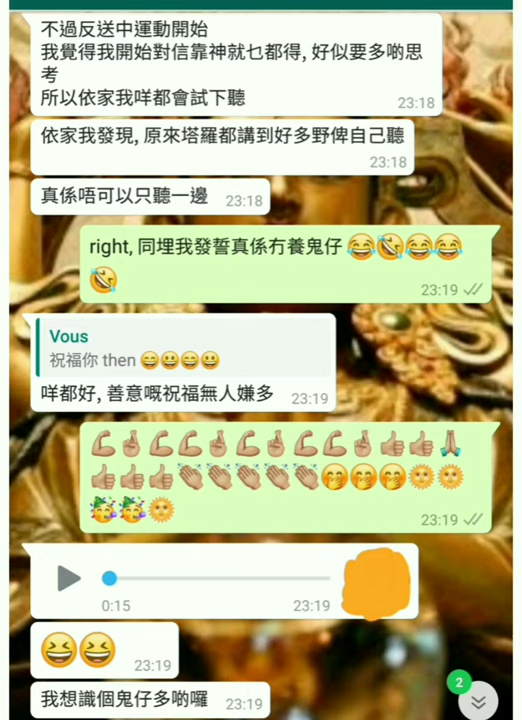 不過反送中運動開始
我覺得我開始對信靠神就乜都得, 好似要多啲思
考
所以依家我咩都會試下聽
23:18
依家我發現, 原來塔羅都講到好多野俾自己聽
23:18
真係唔可以只聽一邊
23:18
right, 同埋我發誓真係冇養鬼仔 😂🤣😂😂
🤣
23:19
Vous
祝福你 then 😄😃😄😃
咩都好, 善意嘅祝福無人嫌多
23:19
💪🏽🤞🏽💪🏽💪🏽🤞🏽💪🏽🤞🏽💪🏽💪🏽🤞🏽👍🏽👍🏽🙏🏽
👍🏽👍🏽👍🏽👏🏽👏🏽👏🏽👏🏽👏🏽🤭🤭🤭🌞🌞
🥳🥳🌞
23:19
0:15
23:19
😆😆
23:19
2
我想識個鬼仔多啲囉
23:19